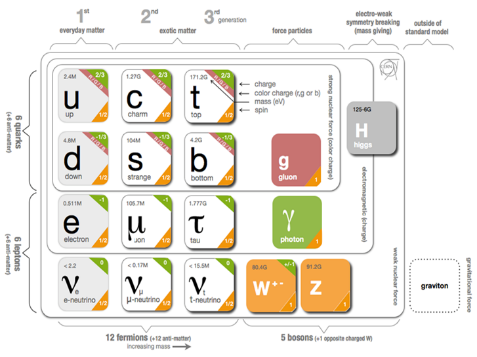 1st 2nd 3rd generation
everyday matter exotic matter force particles electro-weak symmetry breaking (mass giving) outside of standard model
6 quarks
(+6 anti-matter)
2.4M 2/3 u up 1/2
1.27G 2/3 c charm 1/2
171.2G 2/3 t top 1/2
charge
color charge (r,g or b)
mass (eV)
spin
strong nuclear force (color charge)
CERN
125-6G H higgs
4.8M -1/3 d down 1/2
104M -1/3 s strange 1/2
4.2G -1/3 b bottom 1/2
g gluon 1
electromagnetic (charge)
6 leptons
(+6 anti-matter)
0.511M -1 e electron 1/2
105.7M -1 μ uon 1/2
1.777G -1 τ tau 1/2
γ photon 1
weak nuclear force
< 2.2 0 νe e-neutrino 1/2
< 0.17M 0 νμ μ-neutrino 1/2
< 15.5M 0 νt t-neutrino 1/2
80.4G +/-1 W+- 1
91.2G Z 1
graviton
gravitational force
12 fermions (+12 anti-matter)
increasing mass
5 bosons (+1 opposite charged W)